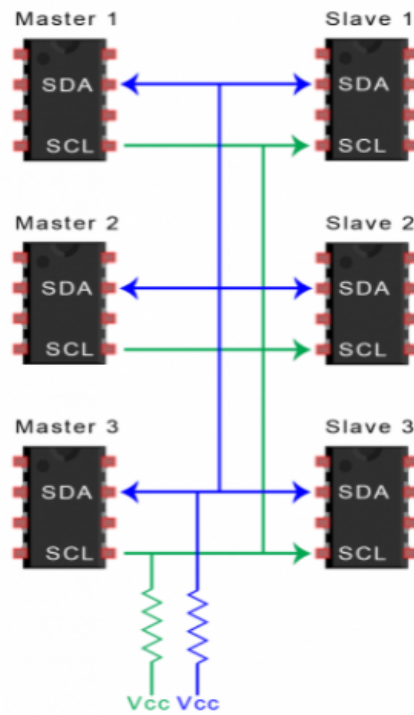 Master 1 Slave 1
SDA SDA
SCL SCL
Master 2 Slave 2
SDA SDA
SCL SCL
Master 3 Slave 3
SDA SDA
SCL SCL
Vcc Vcc